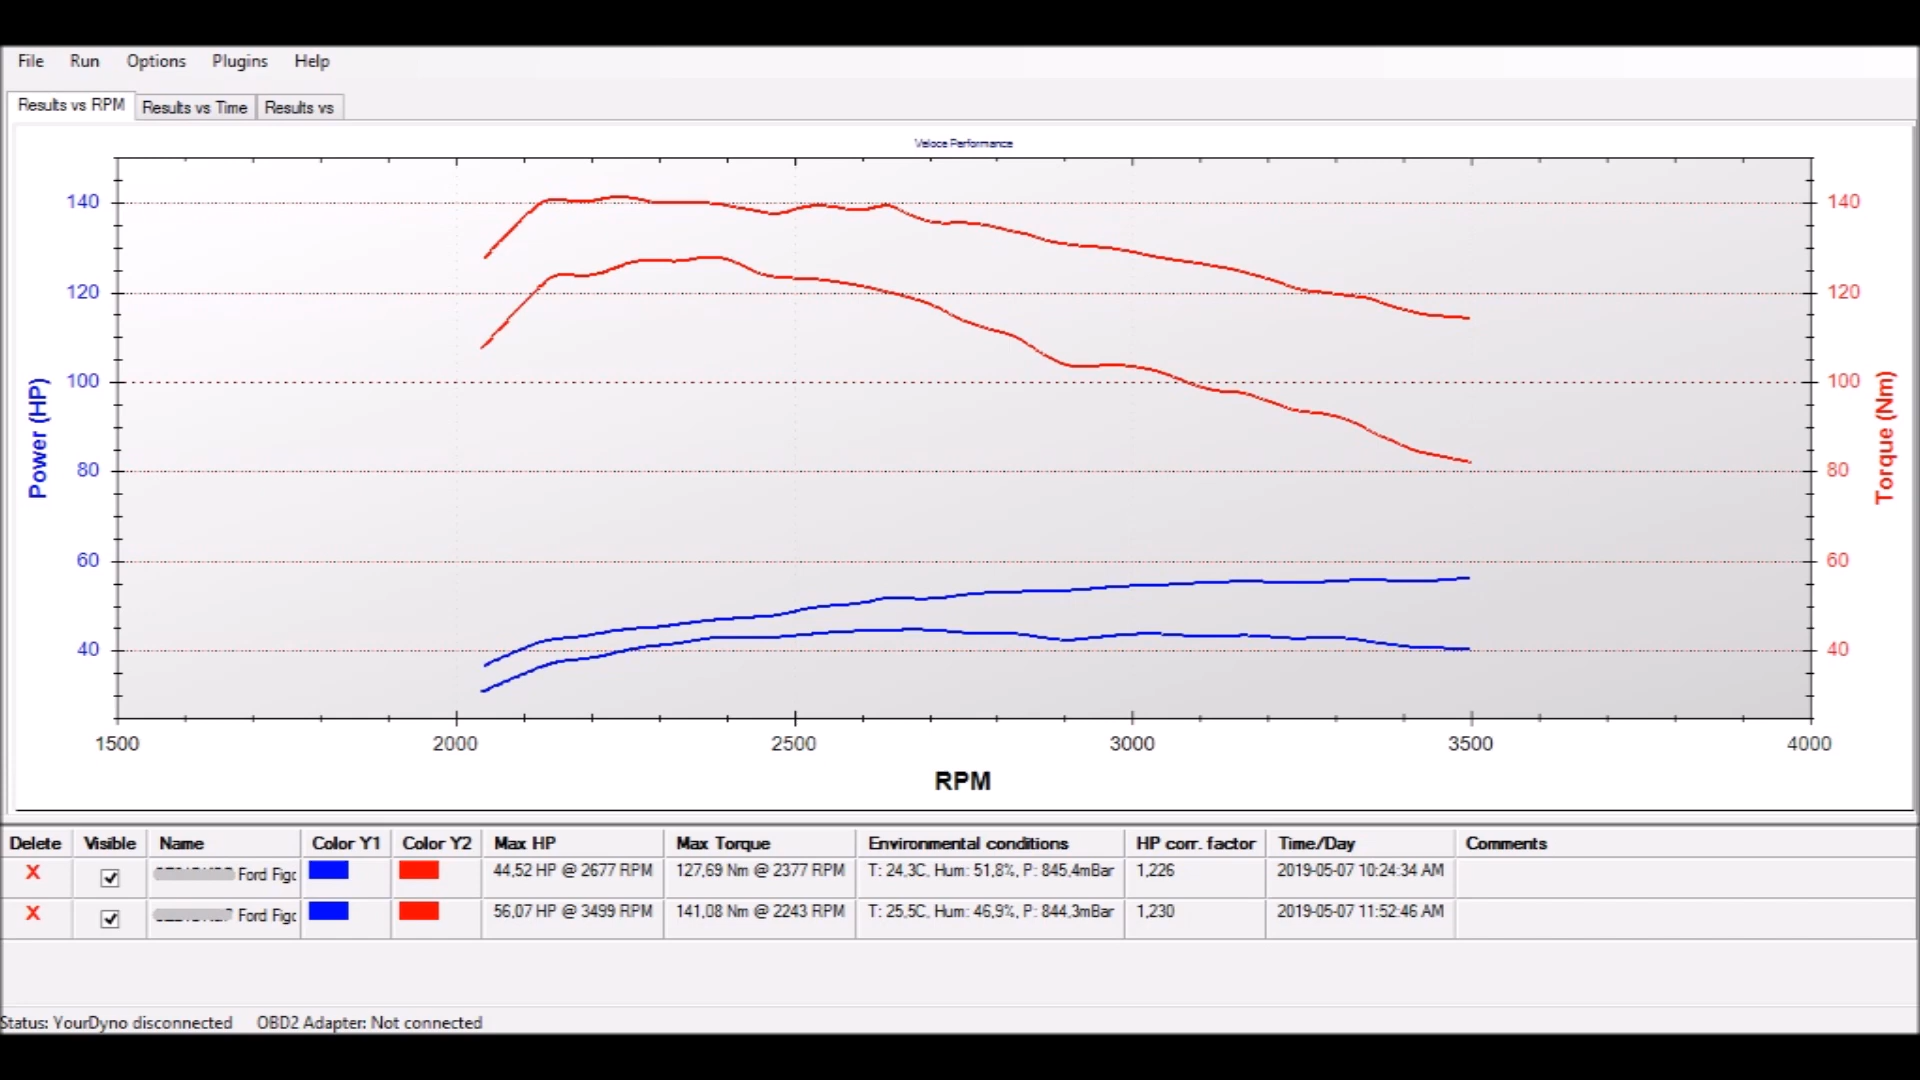 File Run Options Plugins Help
Results vs RPM Results vs Time Results vs
Veloce Performance
140 140
120 120
100 100
80 80
60 60
40 40
Power (HP)
Torque (Nm)
1500 2000 2500 3000 3500 4000
RPM
Delete Visible Name Color Y1 Color Y2 Max HP Max Torque Environmental conditions HP corr. factor Time/Day Comments
X Ford Figo 44,52 HP @ 2677 RPM 127,69 Nm @ 2377 RPM T: 24,3C, Hum: 51,8%, P: 845,4mBar 1,226 2019-05-07 10:24:34 AM
X Ford Figo 56,07 HP @ 3499 RPM 141,08 Nm @ 2243 RPM T: 25,5C, Hum: 46,9%, P: 844,3mBar 1,230 2019-05-07 11:52:46 AM
Status: YourDyno disconnected OBD2 Adapter: Not connected